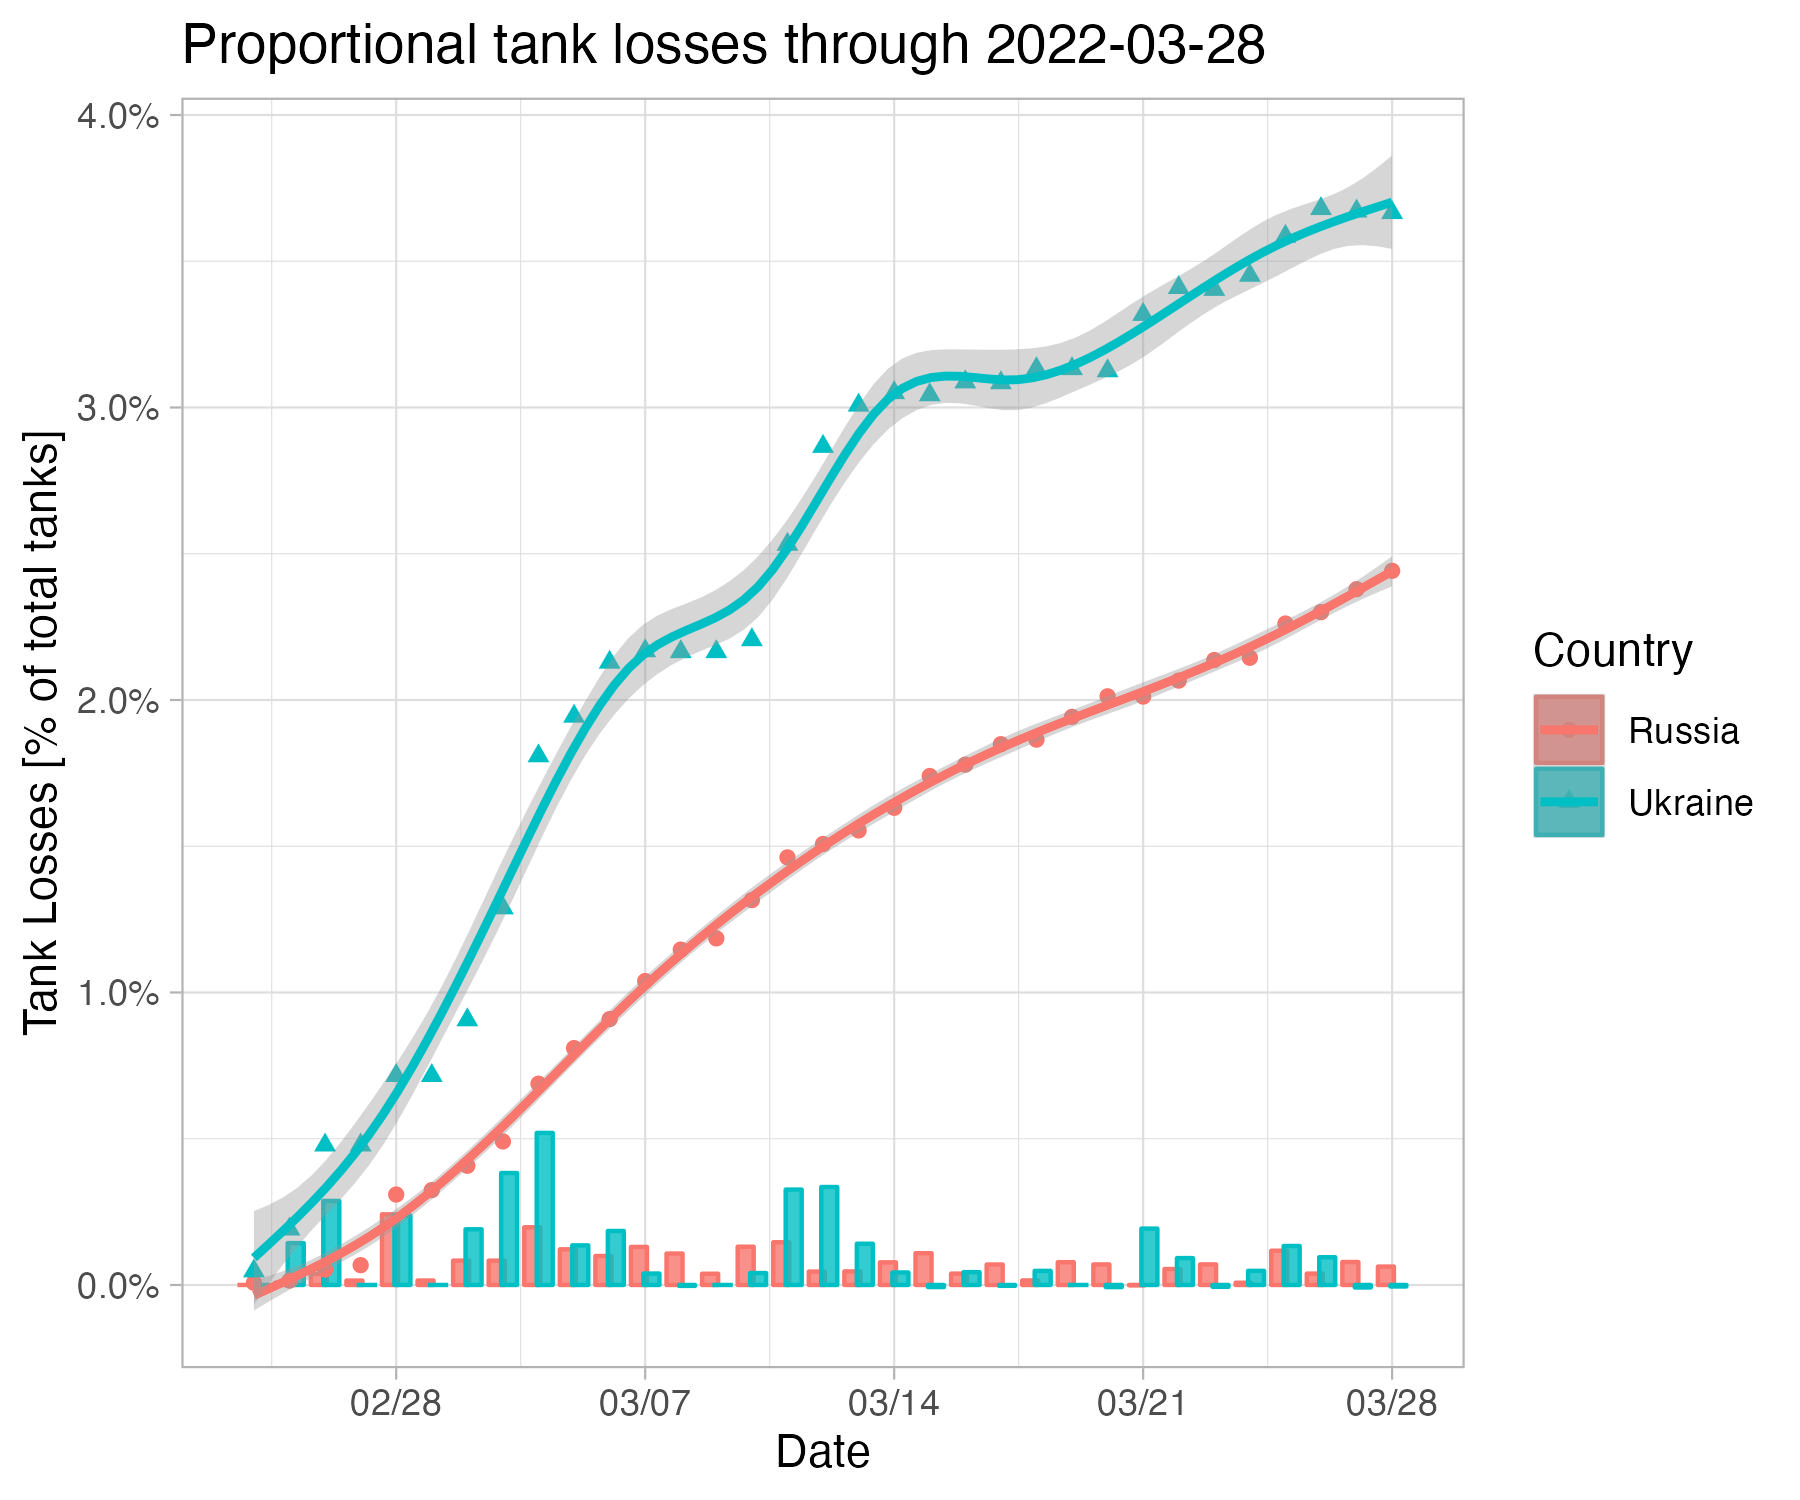 Proportional tank losses through 2022-03-28
Tank Losses [% of total tanks]
4.0%
3.0%
2.0%
1.0%
0.0%
02/28 03/07 03/14 03/21 03/28
Date
Country
Russia
Ukraine